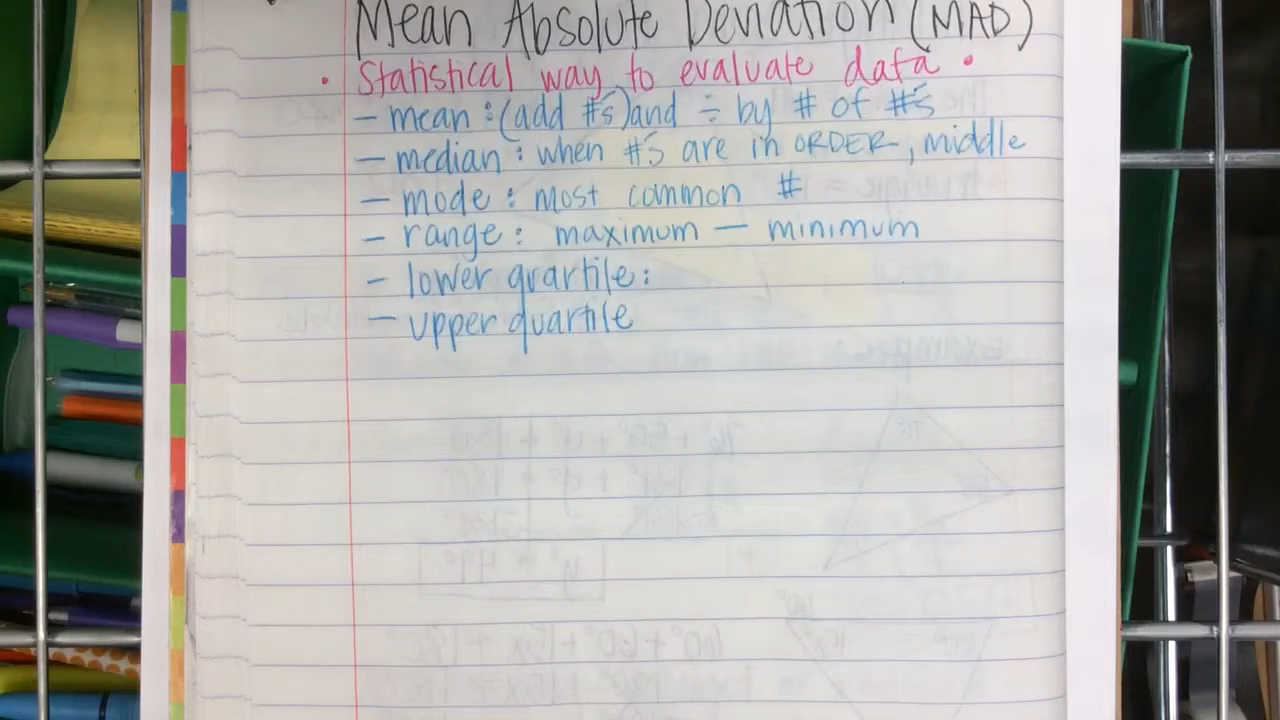 Mean Absolute Deviation (MAD)
• Statistical way to evaluate data •
- mean : (add #'s) and ÷ by # of #'s
- median : when #'s are in ORDER, middle
- mode : most common #
- range : maximum - minimum
- lower quartile :
- upper quartile